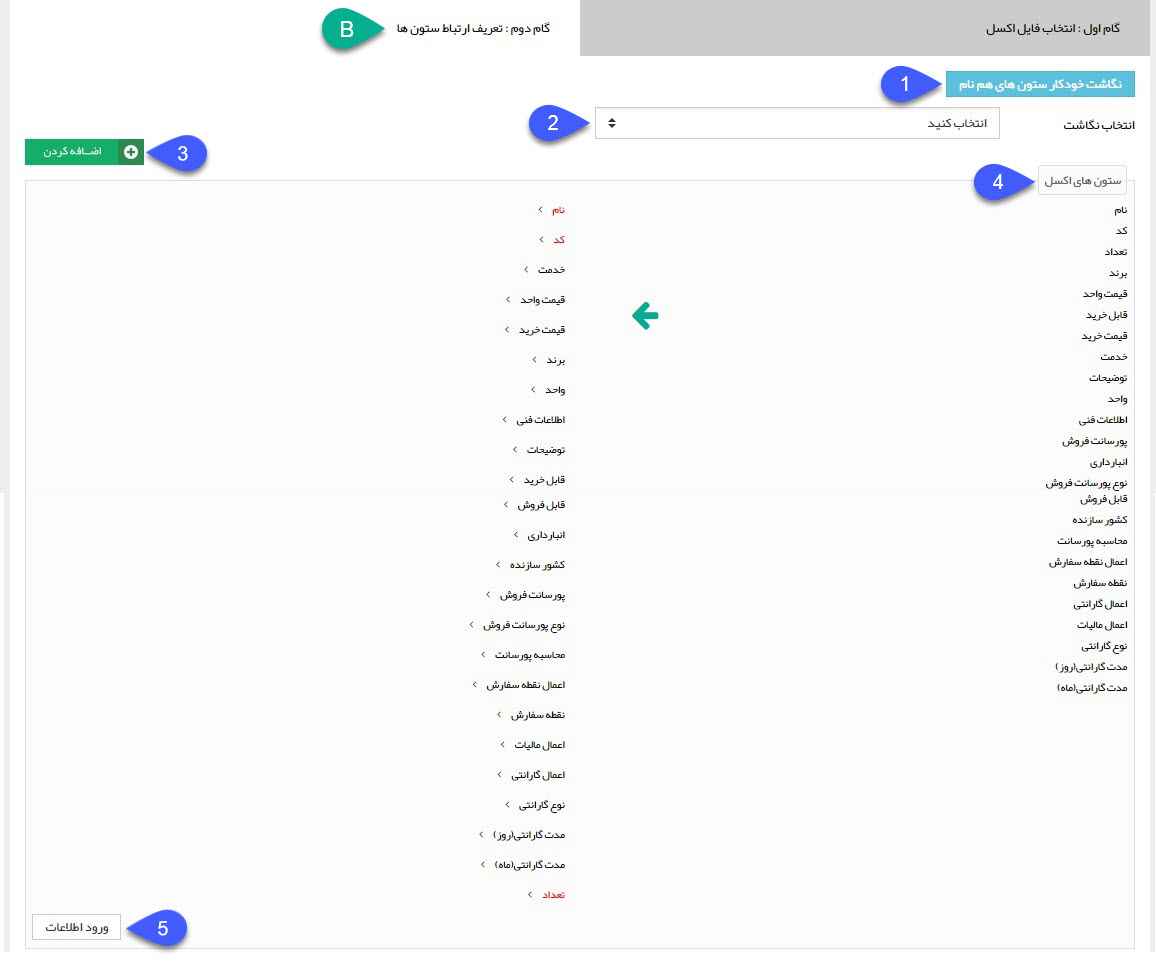 گام اول : انتخاب فایل اکسل
گام دوم : تعریف ارتباط ستون ها
B
نگاشت خودکار ستون های هم نام
1
انتخاب نگاشت
انتخاب کنید
2
اضافه کردن
3
ستون های اکسل
4
نام
کد
تعداد
برند
قیمت واحد
قابل خرید
قیمت خرید
خدمت
توضیحات
واحد
اطلاعات فنی
پورسانت فروش
انبارداری
نوع پورسانت فروش
قابل فروش
کشور سازنده
محاسبه پورسانت
اعمال نقطه سفارش
نقطه سفارش
اعمال گارانتی
اعمال مالیات
نوع گارانتی
مدت گارانتی(روز)
مدت گارانتی(ماه)
نام
کد
خدمت
قیمت واحد
قیمت خرید
برند
واحد
اطلاعات فنی
توضیحات
قابل خرید
قابل فروش
انبارداری
کشور سازنده
پورسانت فروش
نوع پورسانت فروش
محاسبه پورسانت
اعمال نقطه سفارش
نقطه سفارش
اعمال مالیات
اعمال گارانتی
نوع گارانتی
مدت گارانتی(روز)
مدت گارانتی(ماه)
تعداد
ورود اطلاعات
5